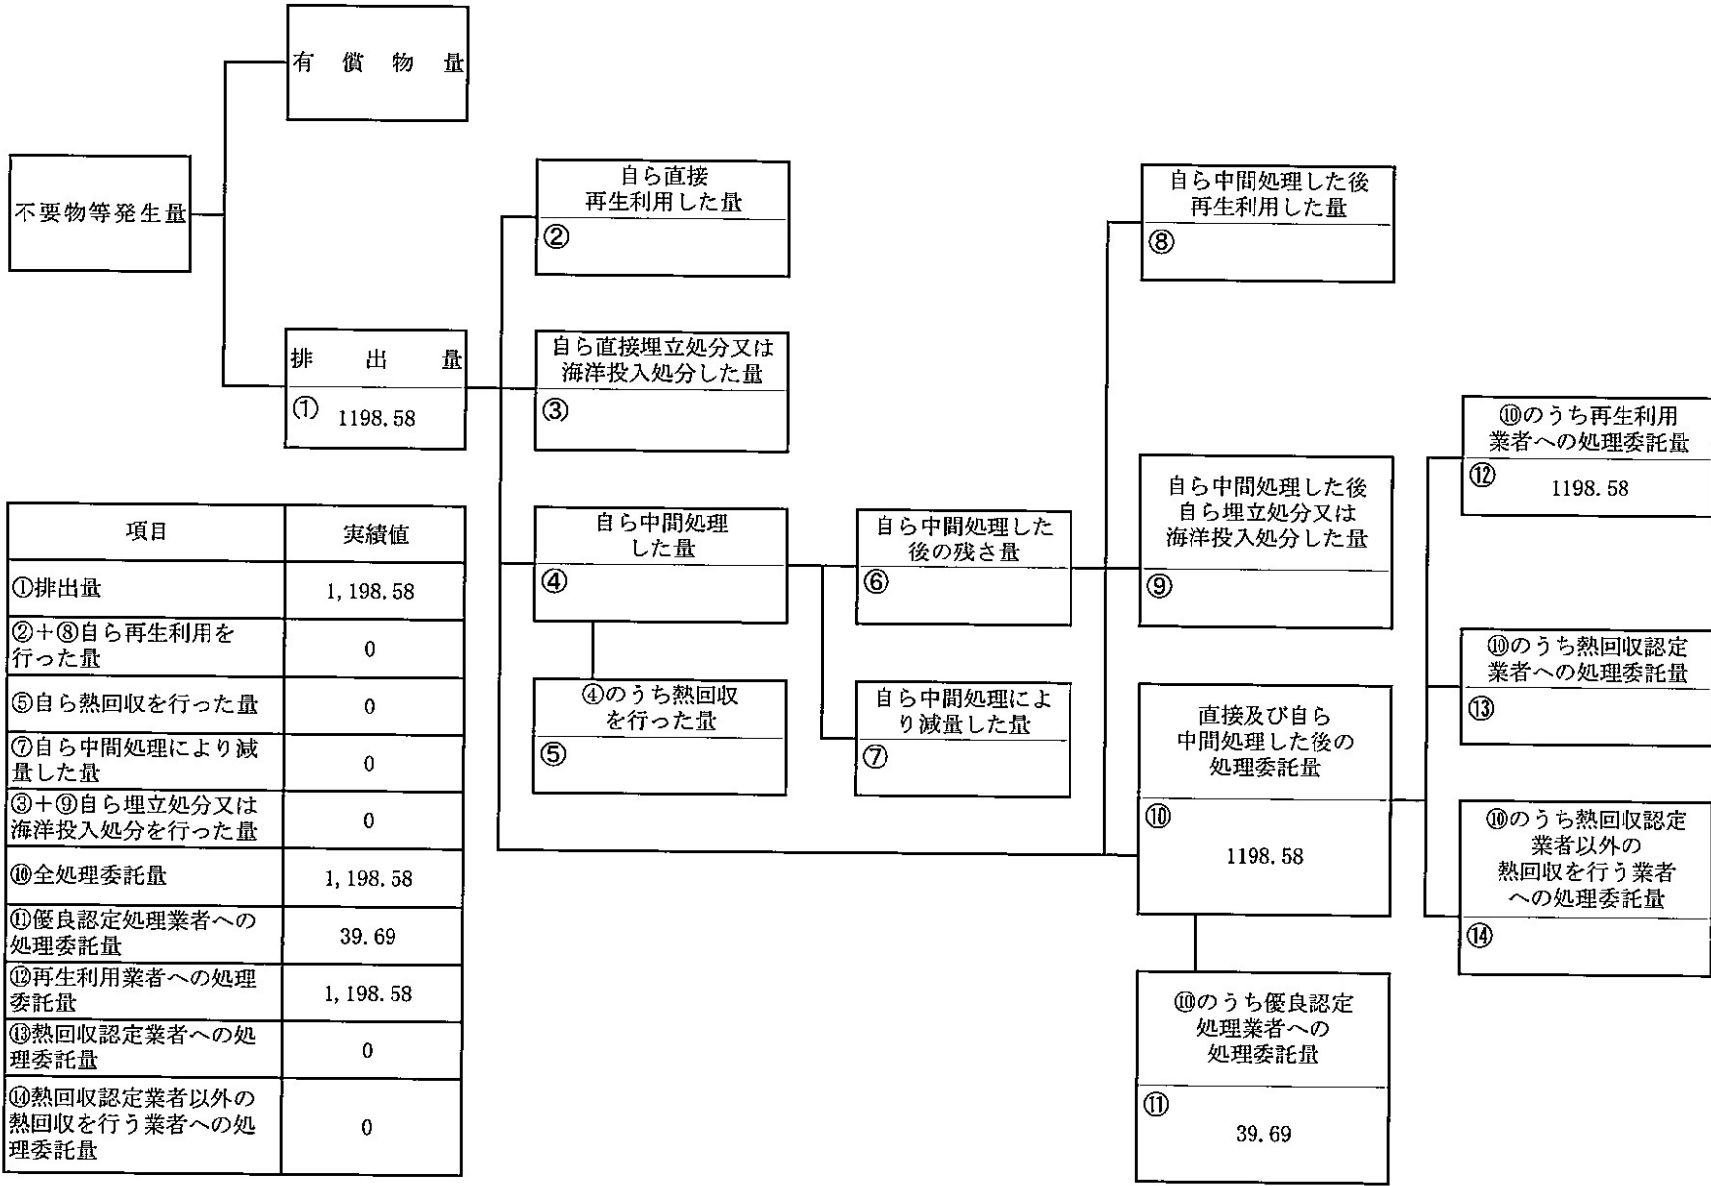 有償物量
不要物等発生量
排出量
① 1198.58
自ら直接
再生利用した量
②
自ら直接埋立処分又は
海洋投入処分した量
③
自ら中間処理
した量
④
④のうち熱回収
を行った量
⑤
自ら中間処理した
後の残さ量
⑥
自ら中間処理によ
り減量した量
⑦
自ら中間処理した後
再生利用した量
⑧
自ら中間処理した後
自ら埋立処分又は
海洋投入処分した量
⑨
直接及び自ら
中間処理した後の
処理委託量
⑩
1198.58
⑩のうち優良認定
処理業者への
処理委託量
⑪
39.69
⑩のうち再生利用
業者への処理委託量
⑫
1198.58
⑩のうち熱回収認定
業者への処理委託量
⑬
⑩のうち熱回収認定
業者以外の
熱回収を行う業者
への処理委託量
⑭
項目 実績値
①排出量 1,198.58
②+⑧自ら再生利用を
行った量 0
⑤自ら熱回収を行った量 0
⑦自ら中間処理により減
量した量 0
③+⑨自ら埋立処分又は
海洋投入処分を行った量 0
⑩全処理委託量 1,198.58
⑪優良認定処理業者への
処理委託量 39.69
⑫再生利用業者への処理
委託量 1,198.58
⑬熱回収認定業者への処
理委託量 0
⑭熱回収認定業者以外の
熱回収を行う業者への処
理委託量 0